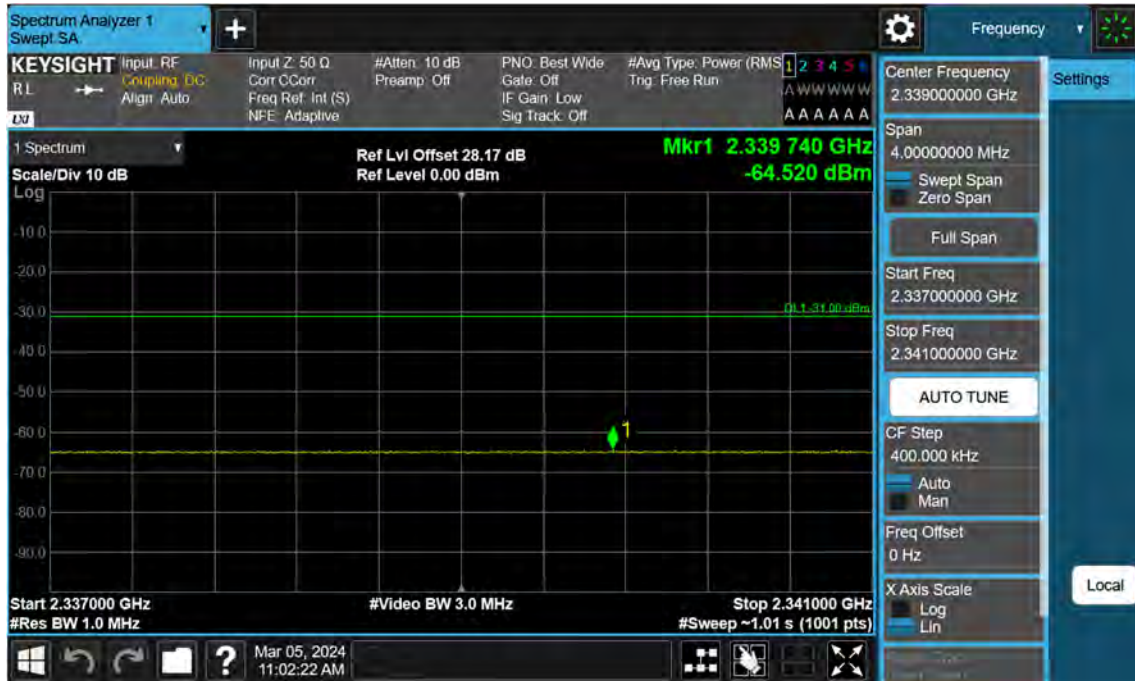 Spectrum Analyzer 1
Swept SA
Frequency
KEYSIGHT
RL
LXI
Input: RF
Coupling: DC
Align: Auto
Input Z: 50 Ω
Corr CCorr
Freq Ref: Int (S)
NFE: Adaptive
#Atten: 10 dB
Preamp: Off
PNO: Best Wide
Gate: Off
IF Gain: Low
Sig Track: Off
#Avg Type: Power (RMS
Trig: Free Run
1 2 3 4 5 6
A W W W W W
A A A A A A
1 Spectrum
Scale/Div 10 dB
Log
Ref Lvl Offset 28.17 dB
Ref Level 0.00 dBm
Mkr1 2.339 740 GHz
-64.520 dBm
-10.0
-20.0
-30.0
-40.0
-50.0
-60.0
-70.0
-80.0
-90.0
DL1 -31.00 dBm
1
Start 2.337000 GHz
#Res BW 1.0 MHz
#Video BW 3.0 MHz
Stop 2.341000 GHz
#Sweep ~1.01 s (1001 pts)
Mar 05, 2024
11:02:22 AM
?
Center Frequency
2.339000000 GHz
Span
4.00000000 MHz
Swept Span
Zero Span
Full Span
Start Freq
2.337000000 GHz
Stop Freq
2.341000000 GHz
AUTO TUNE
CF Step
400.000 kHz
Auto
Man
Freq Offset
0 Hz
X Axis Scale
Log
Lin
Settings
Local